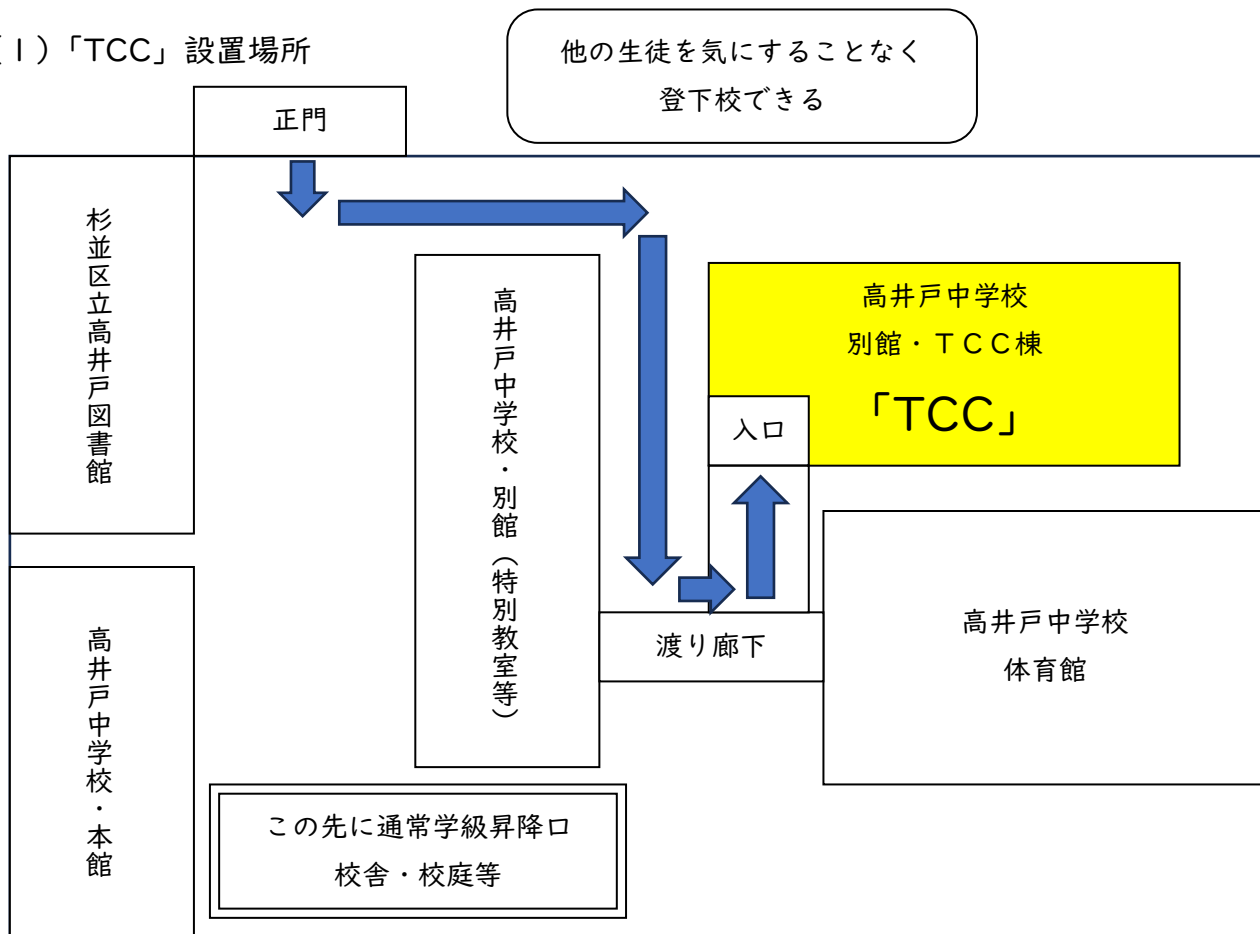 （１）「TCC」設置場所
他の生徒を気にすることなく
登下校できる
正門
杉並区立高井戸図書館
高井戸中学校・別館（特別教室等）
高井戸中学校
別館・ＴＣＣ棟
「TCC」
入口
渡り廊下
高井戸中学校
体育館
高井戸中学校・本館
この先に通常学級昇降口
校舎・校庭等